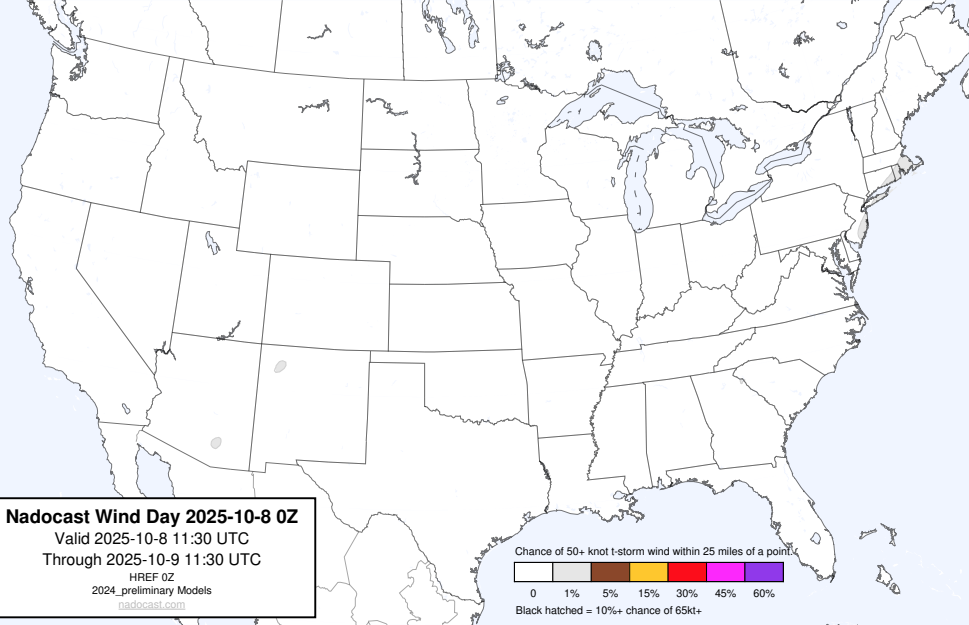 Nadocast Wind Day 2025-10-8 0Z
Valid 2025-10-8 11:30 UTC
Through 2025-10-9 11:30 UTC
HREF 0Z
2024_preliminary Models
nadocast.com
Chance of 50+ knot t-storm wind within 25 miles of a point.
0 1% 5% 15% 30% 45% 60%
Black hatched = 10%+ chance of 65kt+